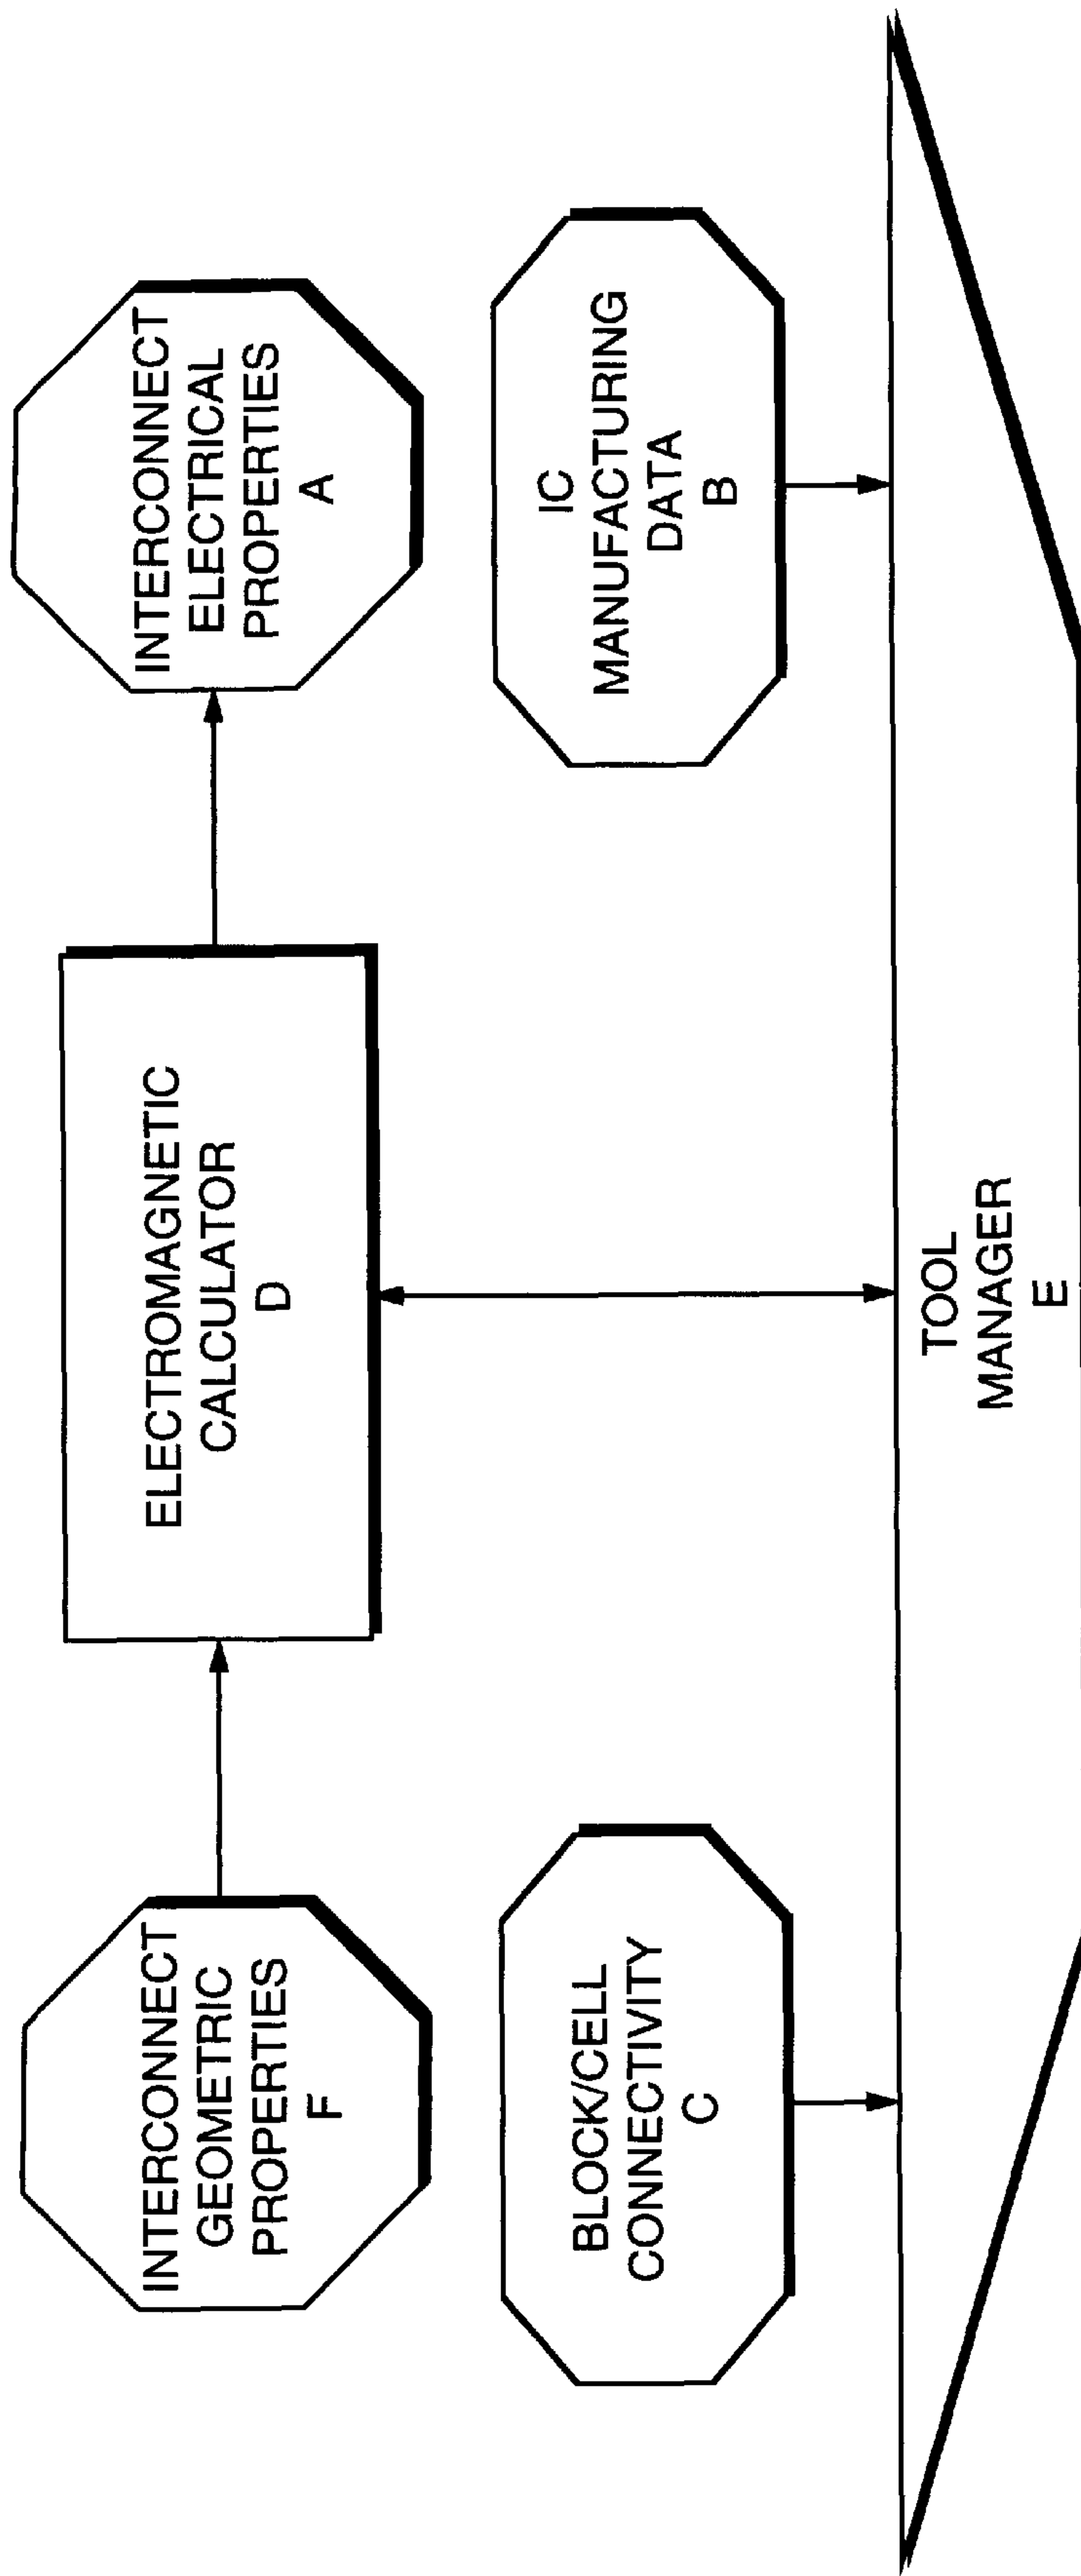 INTERCONNECT
GEOMETRIC
PROPERTIES
F
ELECTROMAGNETIC
CALCULATOR
D
INTERCONNECT
ELECTRICAL
PROPERTIES
A
BLOCK/CELL
CONNECTIVITY
C
IC
MANUFACTURING
DATA
B
TOOL
MANAGER
E